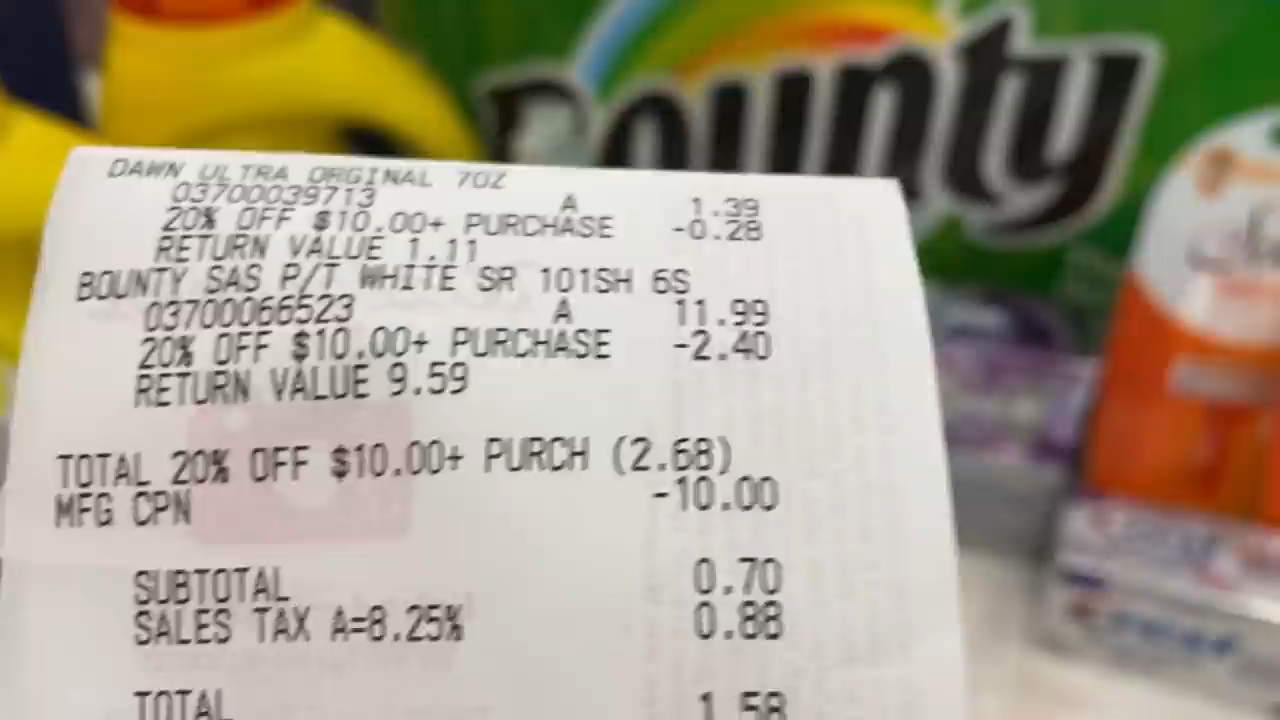 Bounty
DAWN ULTRA ORGINAL 7OZ
03700039713 A 1.39
20% OFF $10.00+ PURCHASE -0.28
RETURN VALUE 1.11
BOUNTY SAS P/T WHITE SR 101SH 6S
03700066523 A 11.99
20% OFF $10.00+ PURCHASE -2.40
RETURN VALUE 9.59
TOTAL 20% OFF $10.00+ PURCH (2.68)
MFG CPN -10.00
SUBTOTAL 0.70
SALES TAX A=8.25% 0.88
TOTAL 1.58